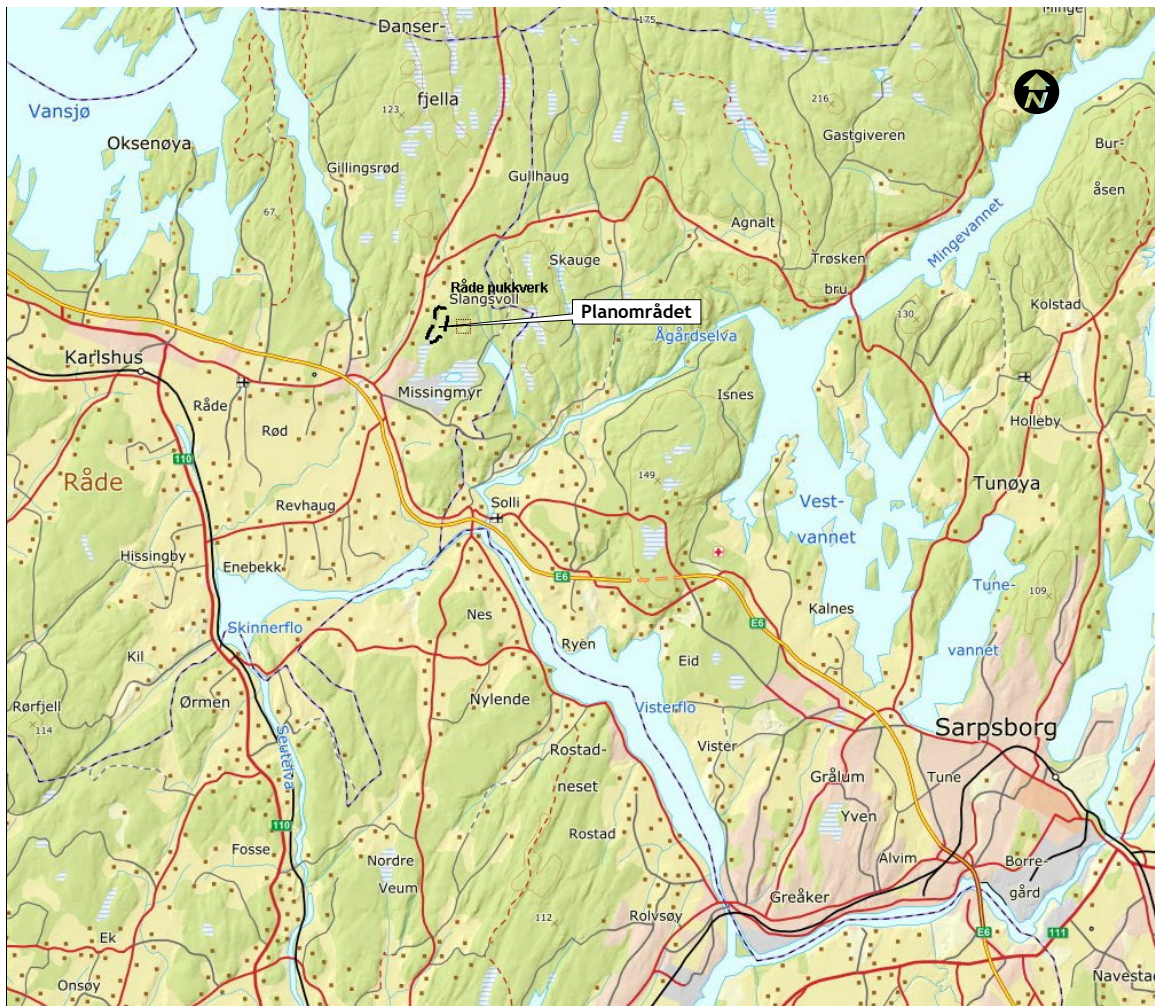 Minge
175
Danser-
fjella
Vansjø
Oksenøya
123
216
Gastgiveren
N
Bur-
åsen
Gillingsrød
Gullhaug
67
Agnalt
Mingevannet
Skauge
Trøsken
bru
Råde pukkverk
Slangsvoll
Planområdet
Kolstad
130
Ågårdselva
Karlshus
Missingmyr
Isnes
Råde
Rød
Holleby
110
Råde
149
Tunøya
Revhaug
Solli
Vest-
vannet
Hissingby
Enebekk
E6
Tune-
vannet
109
Kalnes
E6
Nes
Skinnerflo
Ryen
Kil
Eid
Rørfjell
114
Ørmen
Nylende
Visterflo
Seutelva
Sarpsborg
Rostad-
neset
Vister
Grålum
Tune
Yven
110
Fosse
Rostad
Nordre
Veum
Alvim
Borre-
gård
Greåker
112
Rolvsøy
Ek
E6
111
Onsøy
Navestad